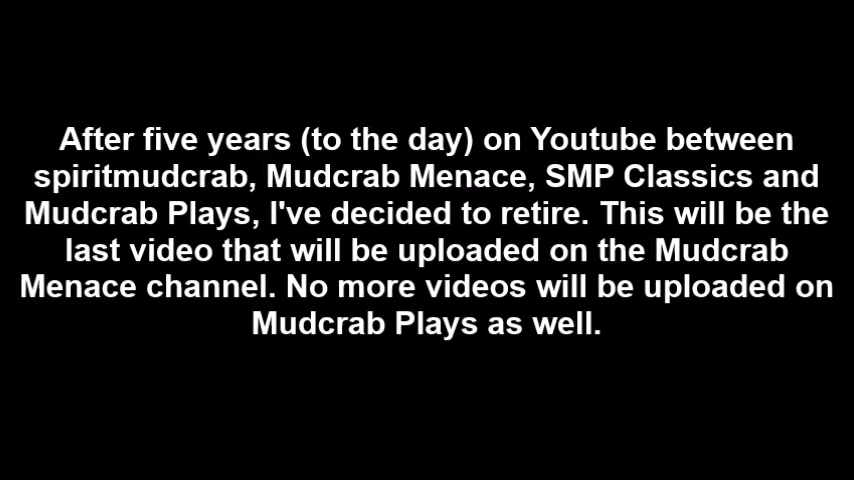 After five years (to the day) on Youtube between
spiritmudcrab, Mudcrab Menace, SMP Classics and
Mudcrab Plays, I've decided to retire. This will be the
last video that will be uploaded on the Mudcrab
Menace channel. No more videos will be uploaded on
Mudcrab Plays as well.